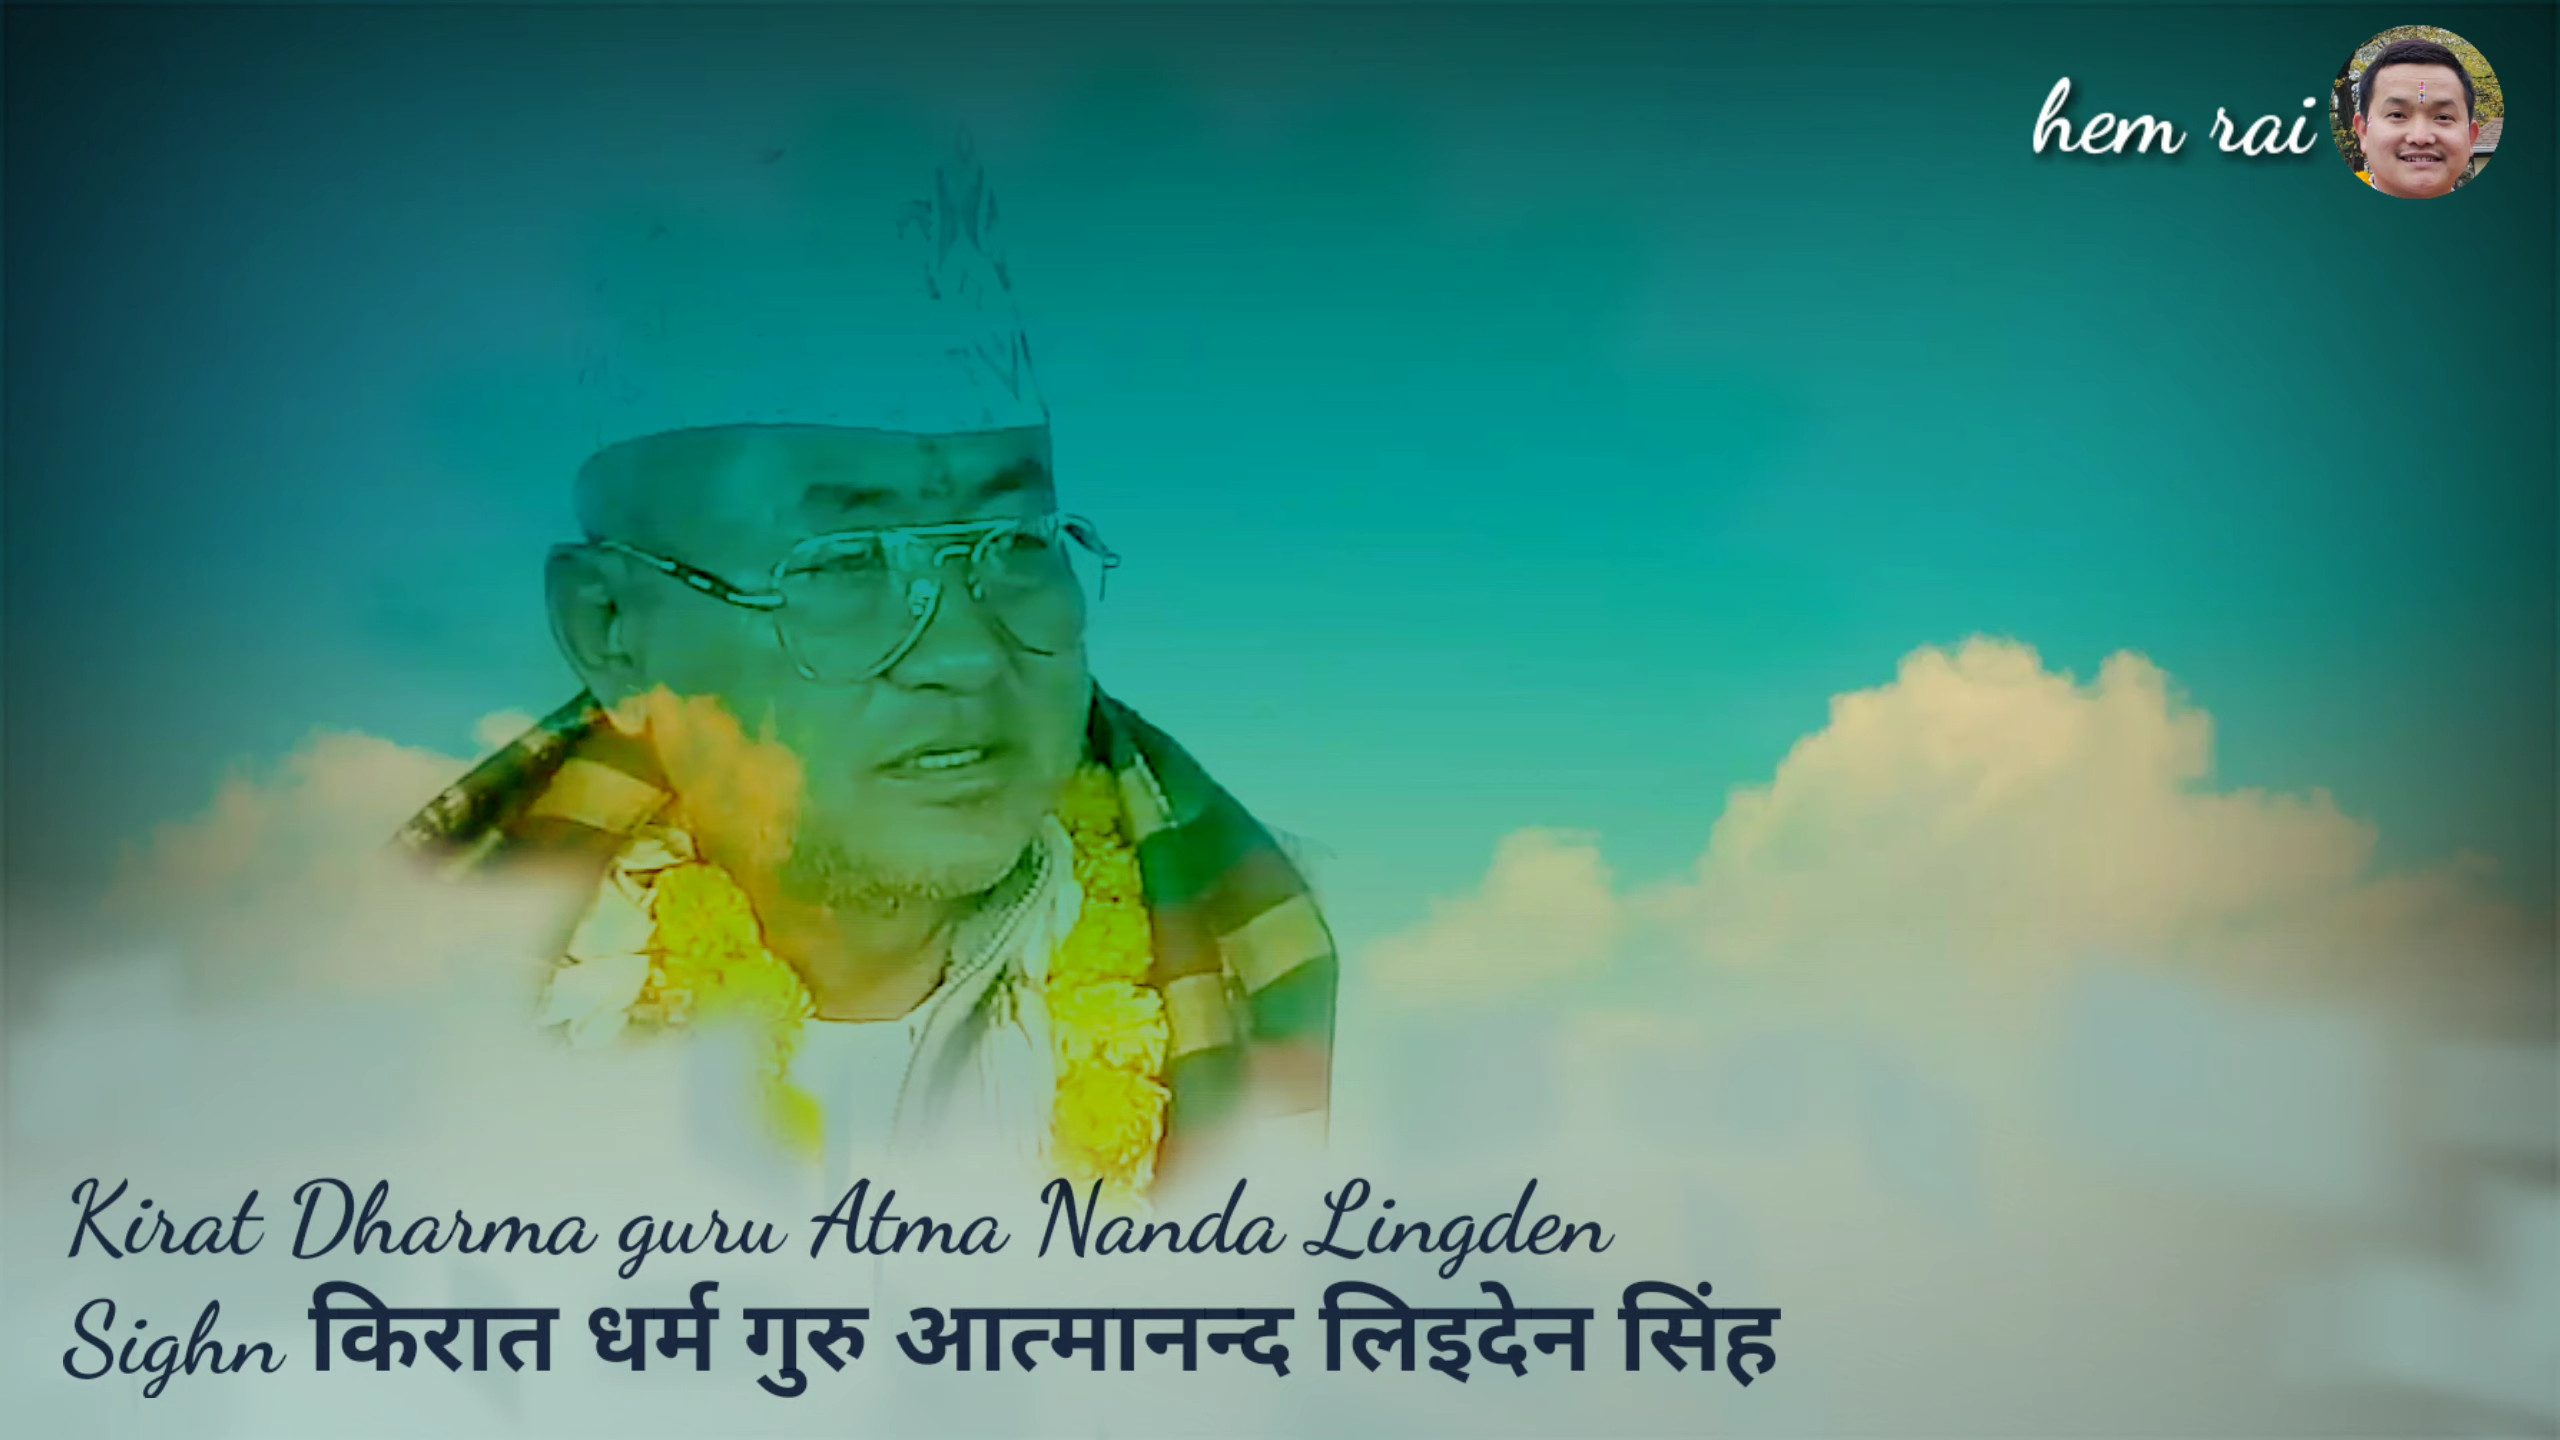 hem rai
Kirat Dharma guru Atma Nanda Lingden
Sighn किरात धर्म गुरु आत्मानन्द लिइदेन सिंह